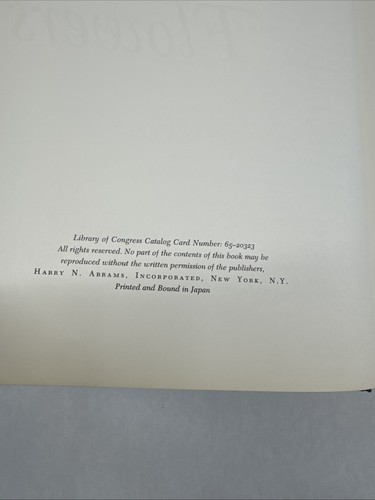 Flowers
Library of Congress Catalog Card Number: 65-20323
All rights reserved. No part of the contents of this book may be
reproduced without the written permission of the publishers,
Harry N. Abrams, Incorporated, New York, N.Y.
Printed and Bound in Japan